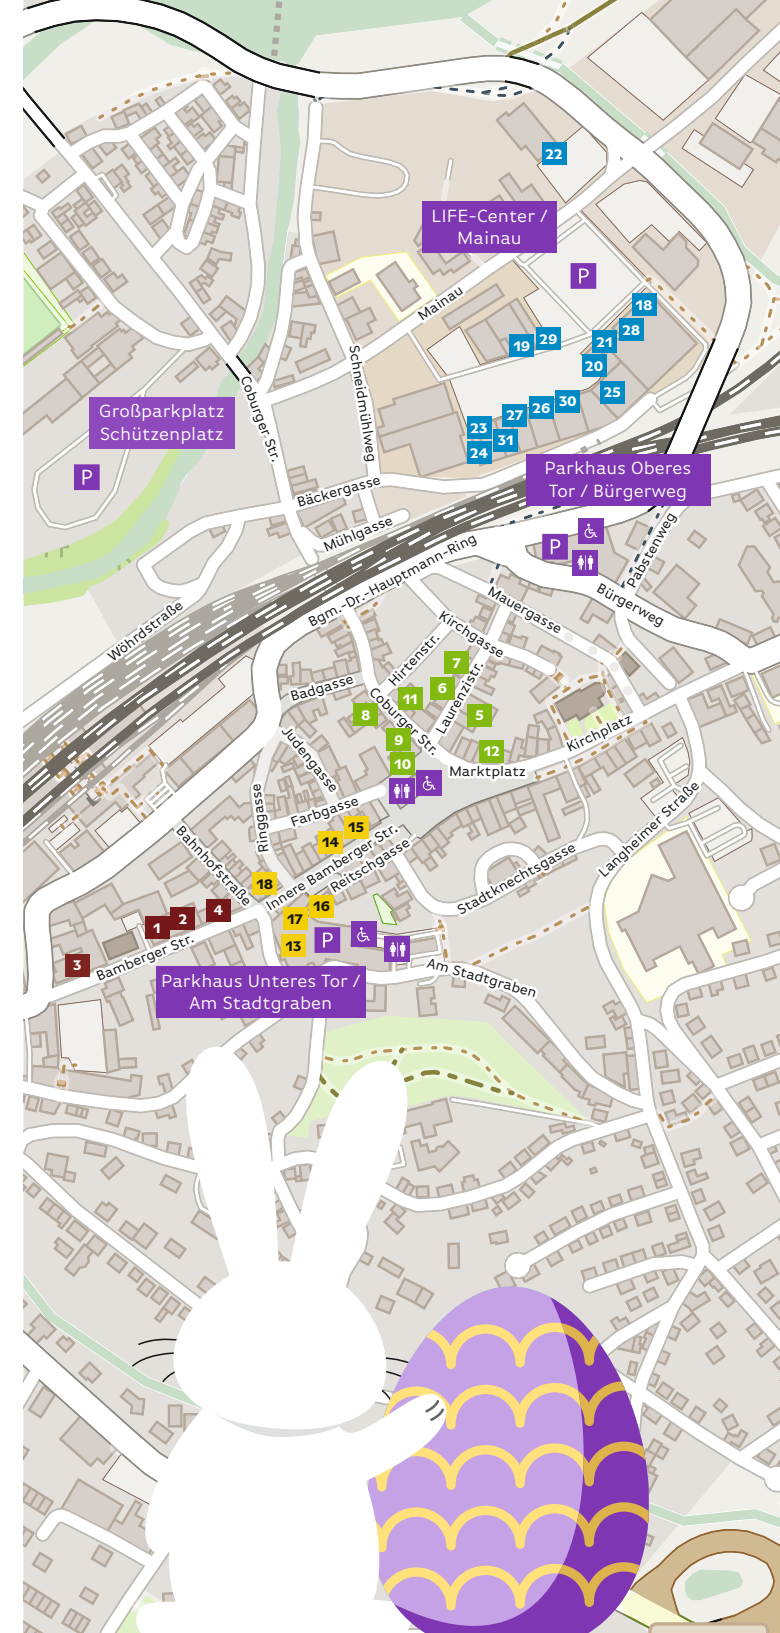 22
LIFE-Center /
Mainau
P
Mainau
18
28
21
29
19
20
25
30
26
27
23
31
24
Schneidmühlweg
Coburger Str.
Großparkplatz
Schützenplatz
P
Bäckergasse
Mühlgasse
Parkhaus Oberes
Tor / Bürgerweg
P
Pabstenweg
Bürgerweg
Bgm.-Dr.-Hauptmann-Ring
Mauergasse
Wöhrdstraße
Kirchgasse
Hirtenstr.
7
6
Laurenzistr.
Badgasse
11
8
5
Coburger Str.
9
12
10
Kirchplatz
Marktplatz
Judengasse
Ringgasse
Farbgasse
15
14
Innere Bamberger Str.
Reitschgasse
Bahnhofstraße
Langheimer Straße
Stadtknechtsgasse
18
16
17
13
P
4
2
1
3
Bamberger Str.
Am Stadtgraben
Parkhaus Unteres Tor /
Am Stadtgraben